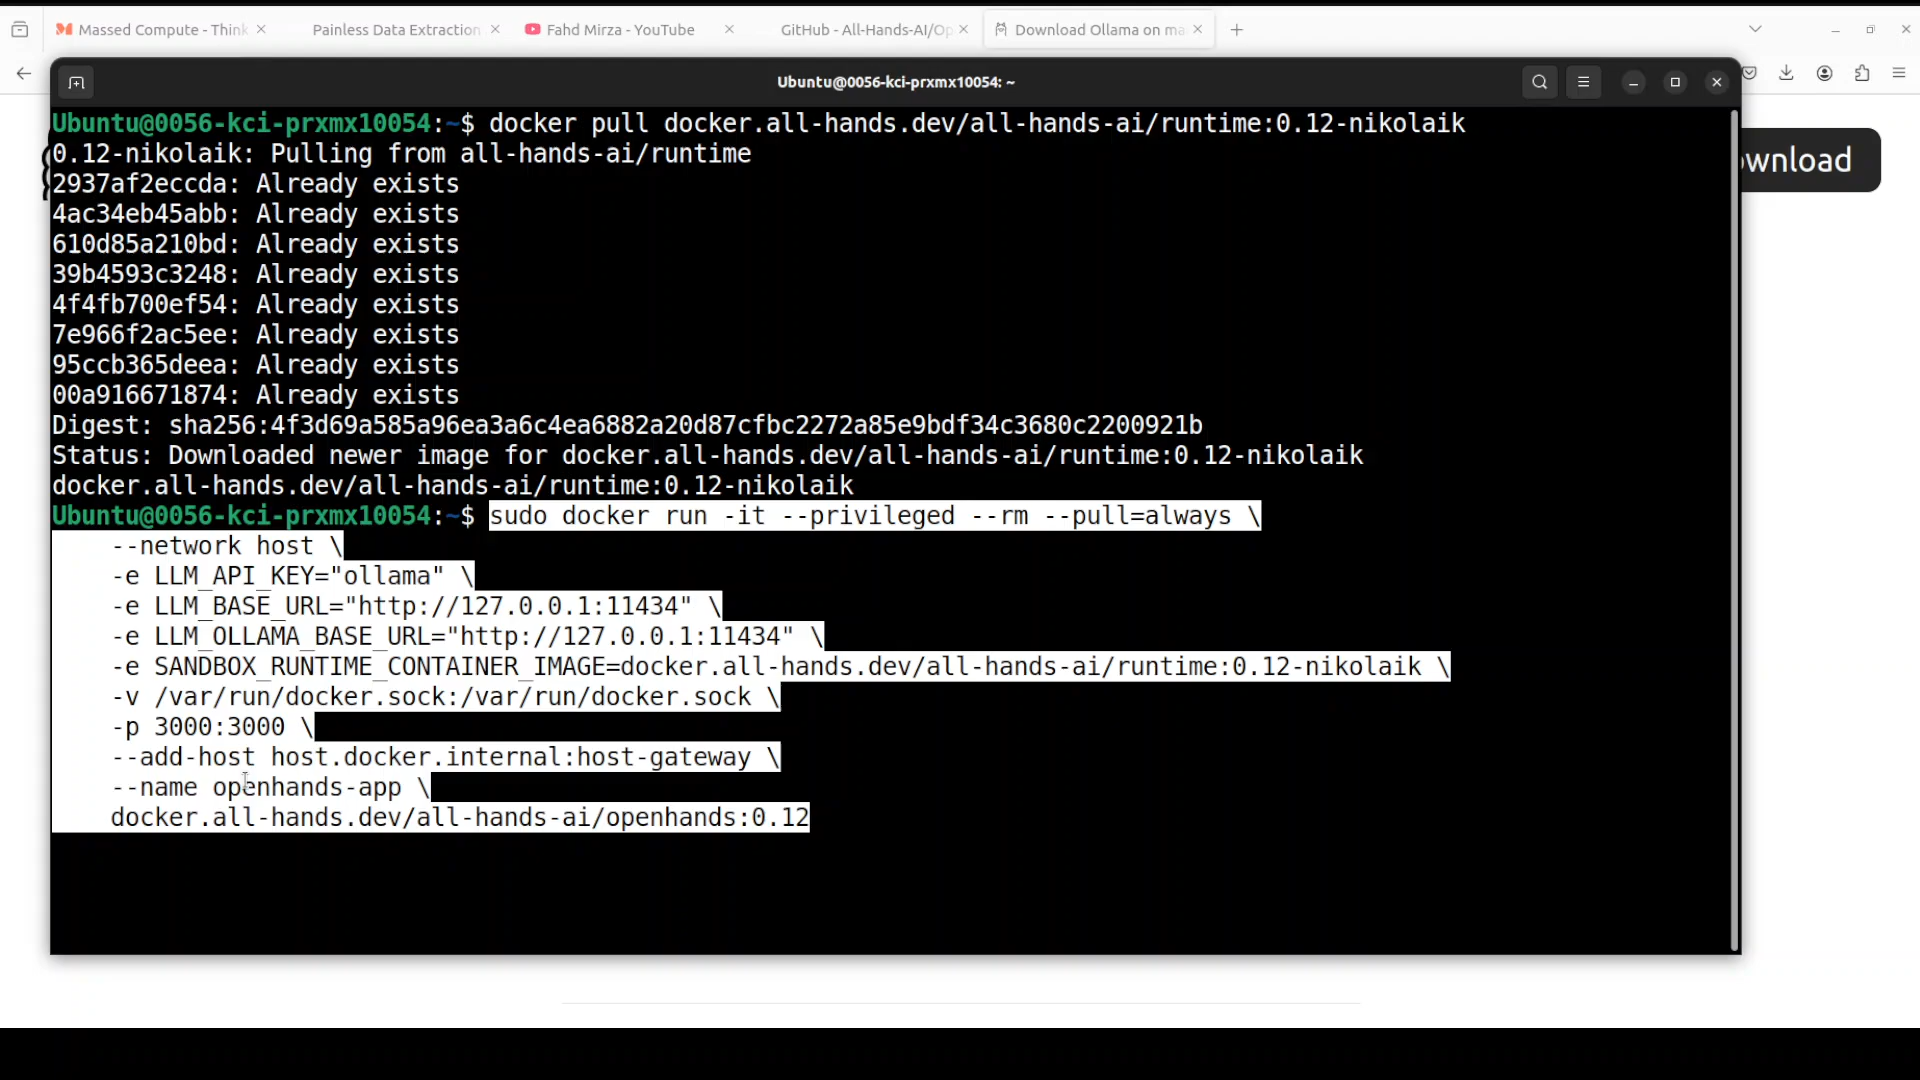 Massed Compute - Think
Painless Data Extraction
Fahd Mirza - YouTube
GitHub - All-Hands-AI/Op
Download Ollama on ma
Ubuntu@0056-kci-prxmx10054: ~
wnload
Ubuntu@0056-kci-prxmx10054:~$ docker pull docker.all-hands.dev/all-hands-ai/runtime:0.12-nikolaik
0.12-nikolaik: Pulling from all-hands-ai/runtime
2937af2eccda: Already exists
4ac34eb45abb: Already exists
610d85a210bd: Already exists
39b4593c3248: Already exists
4f4fb700ef54: Already exists
7e966f2ac5ee: Already exists
95ccb365deea: Already exists
00a916671874: Already exists
Digest: sha256:4f3d69a585a96ea3a6c4ea6882a20d87cfbc2272a85e9bdf34c3680c2200921b
Status: Downloaded newer image for docker.all-hands.dev/all-hands-ai/runtime:0.12-nikolaik
docker.all-hands.dev/all-hands-ai/runtime:0.12-nikolaik
Ubuntu@0056-kci-prxmx10054:~$ sudo docker run -it --privileged --rm --pull=always \
    --network host \
    -e LLM_API_KEY="ollama" \
    -e LLM_BASE_URL="http://127.0.0.1:11434" \
    -e LLM_OLLAMA_BASE_URL="http://127.0.0.1:11434" \
    -e SANDBOX_RUNTIME_CONTAINER_IMAGE=docker.all-hands.dev/all-hands-ai/runtime:0.12-nikolaik \
    -v /var/run/docker.sock:/var/run/docker.sock \
    -p 3000:3000 \
    --add-host host.docker.internal:host-gateway \
    --name openhands-app \
    docker.all-hands.dev/all-hands-ai/openhands:0.12